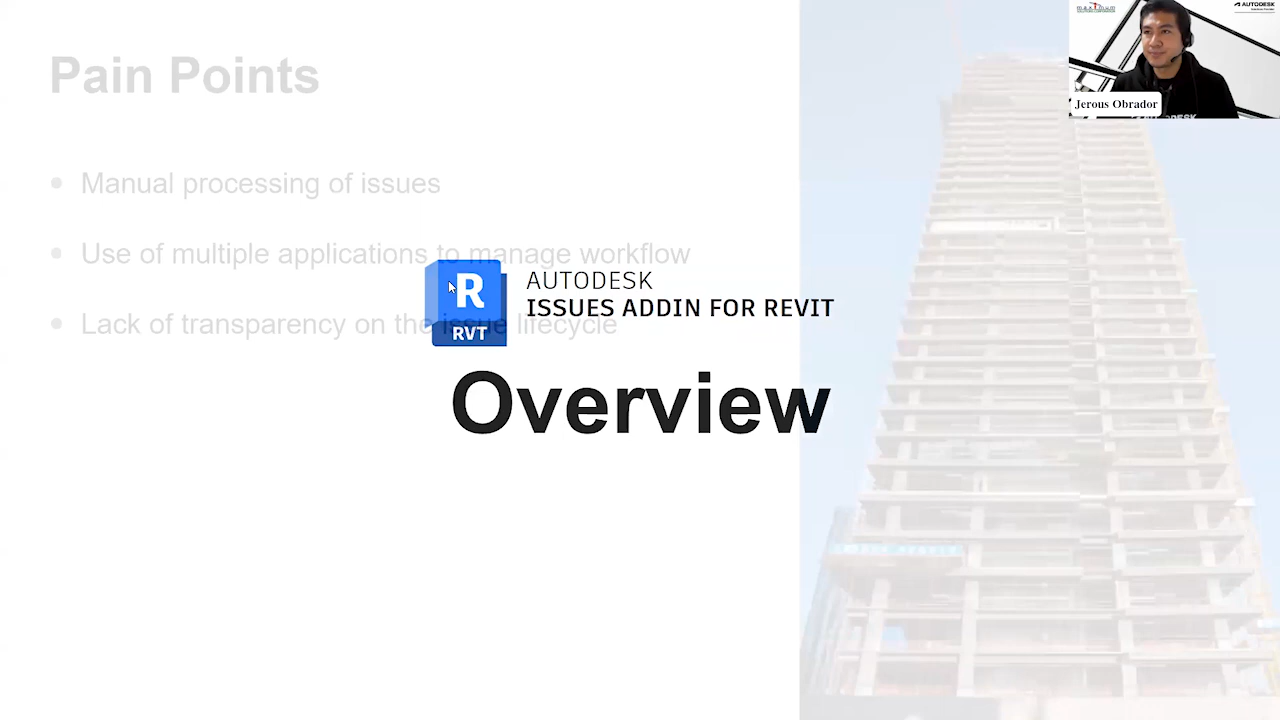 Pain Points
Manual processing of issues
Use of multiple applications to manage workflow
Lack of transparency on the issue lifecycle
R
RVT
AUTODESK
ISSUES ADDIN FOR REVIT
Overview
AUTODESK
Jerous Obrador